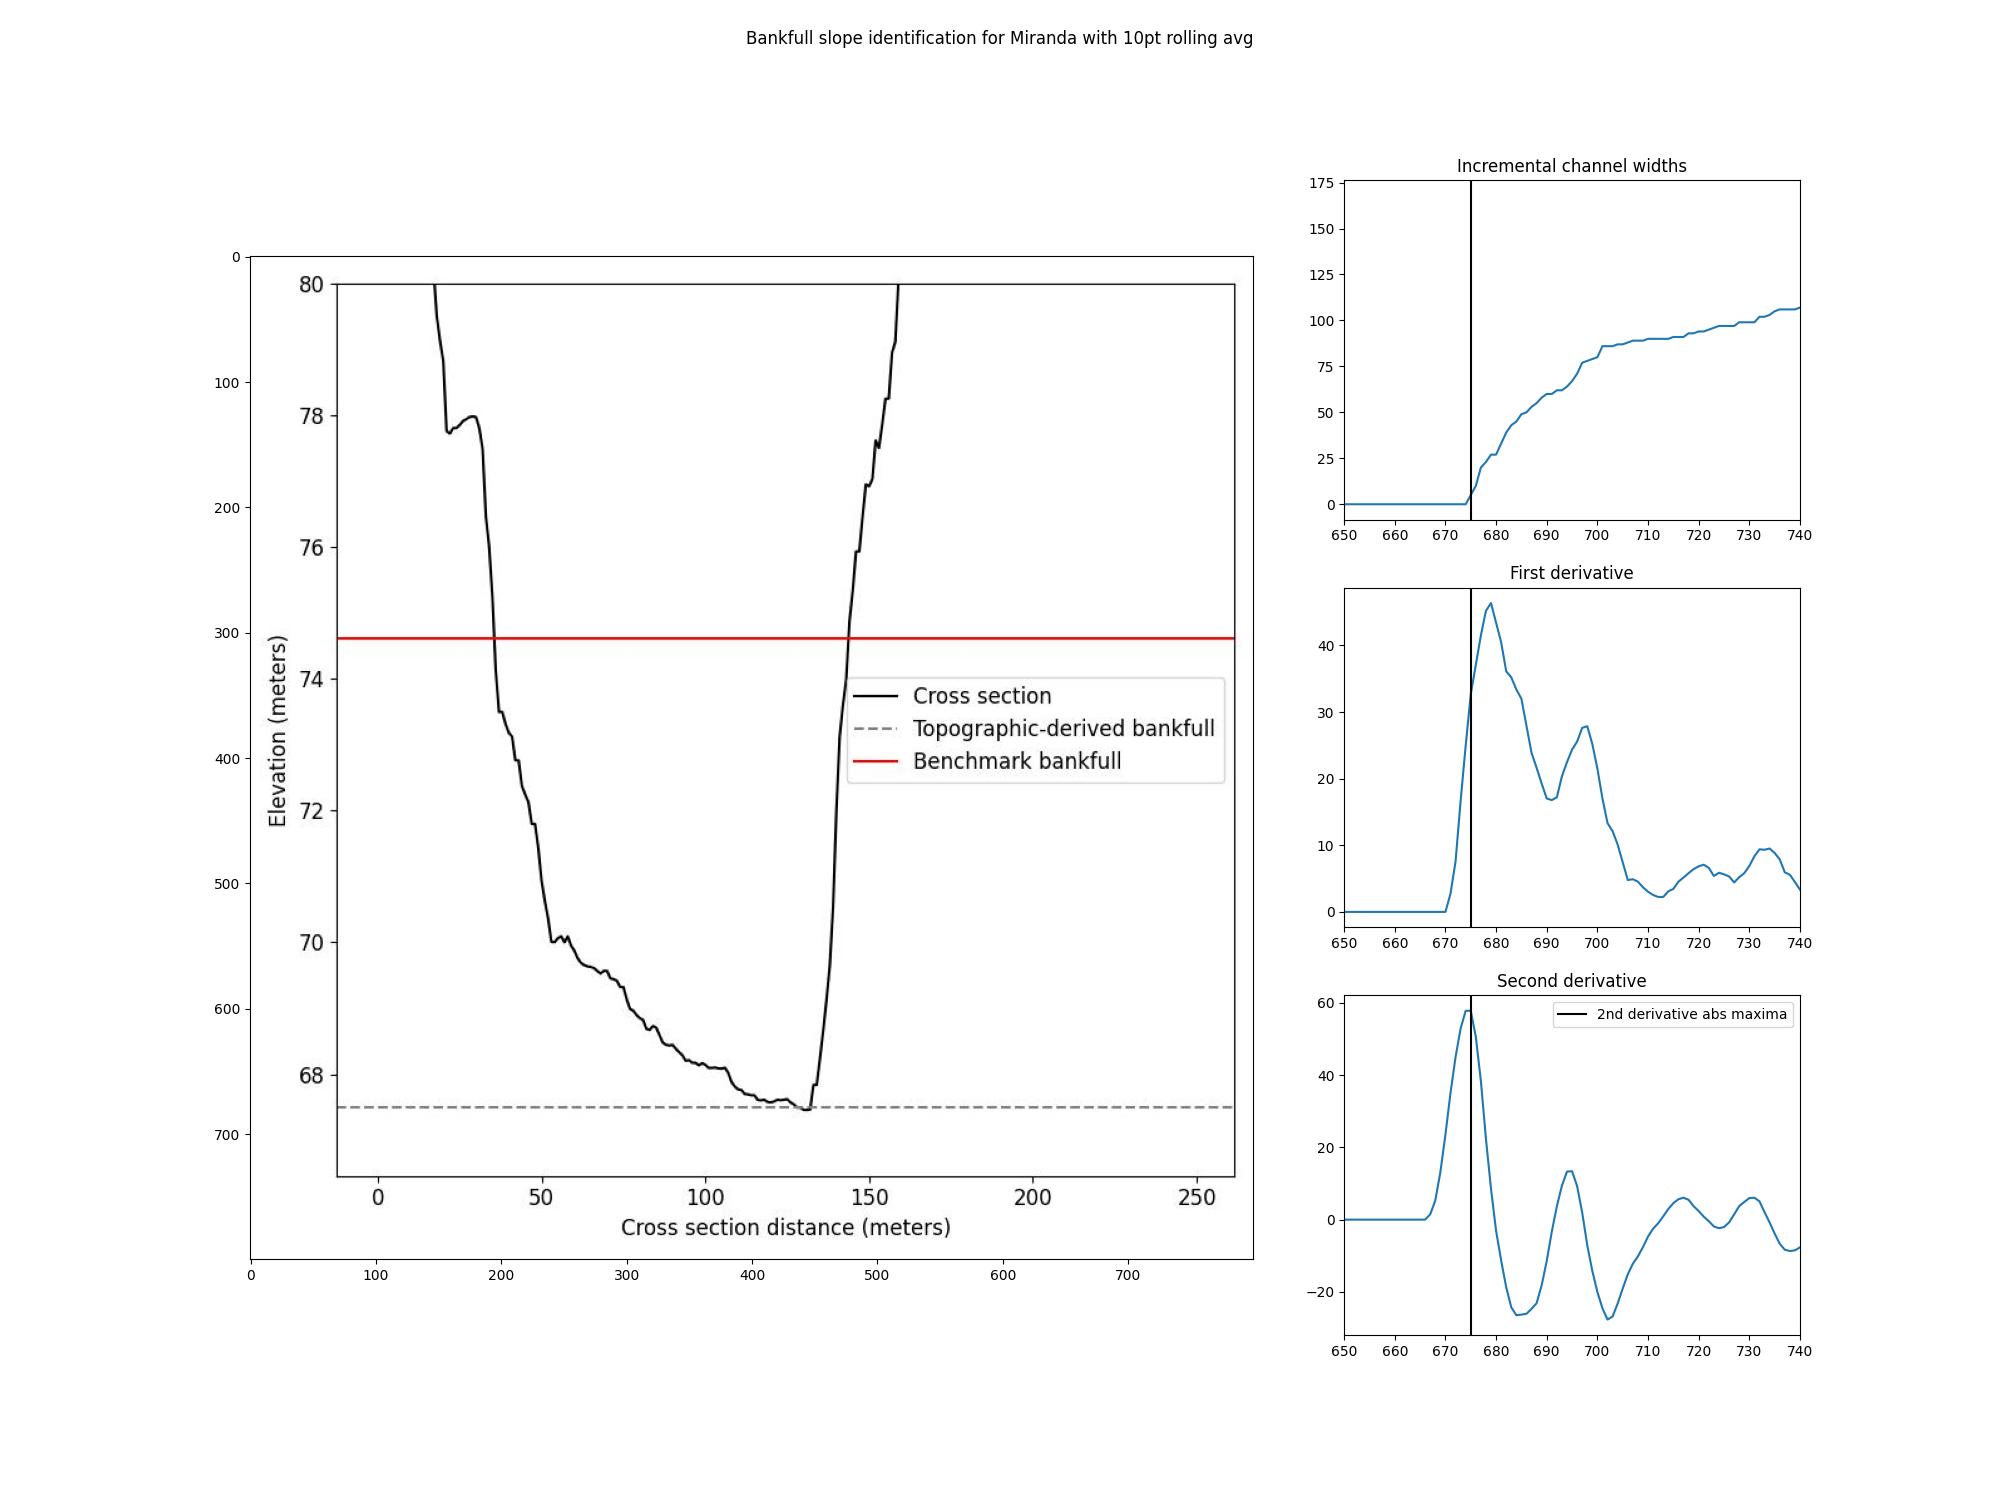 Bankfull slope identification for Miranda with 10pt rolling avg
0
100
200
300
400
500
600
700
80
78
76
74
72
70
68
Elevation (meters)
Cross section
Topographic-derived bankfull
Benchmark bankfull
0 50 100 150 200 250
Cross section distance (meters)
0 100 200 300 400 500 600 700
Incremental channel widths
175
150
125
100
75
50
25
0
650 660 670 680 690 700 710 720 730 740
First derivative
40
30
20
10
0
650 660 670 680 690 700 710 720 730 740
Second derivative
2nd derivative abs maxima
60
40
20
0
−20
650 660 670 680 690 700 710 720 730 740